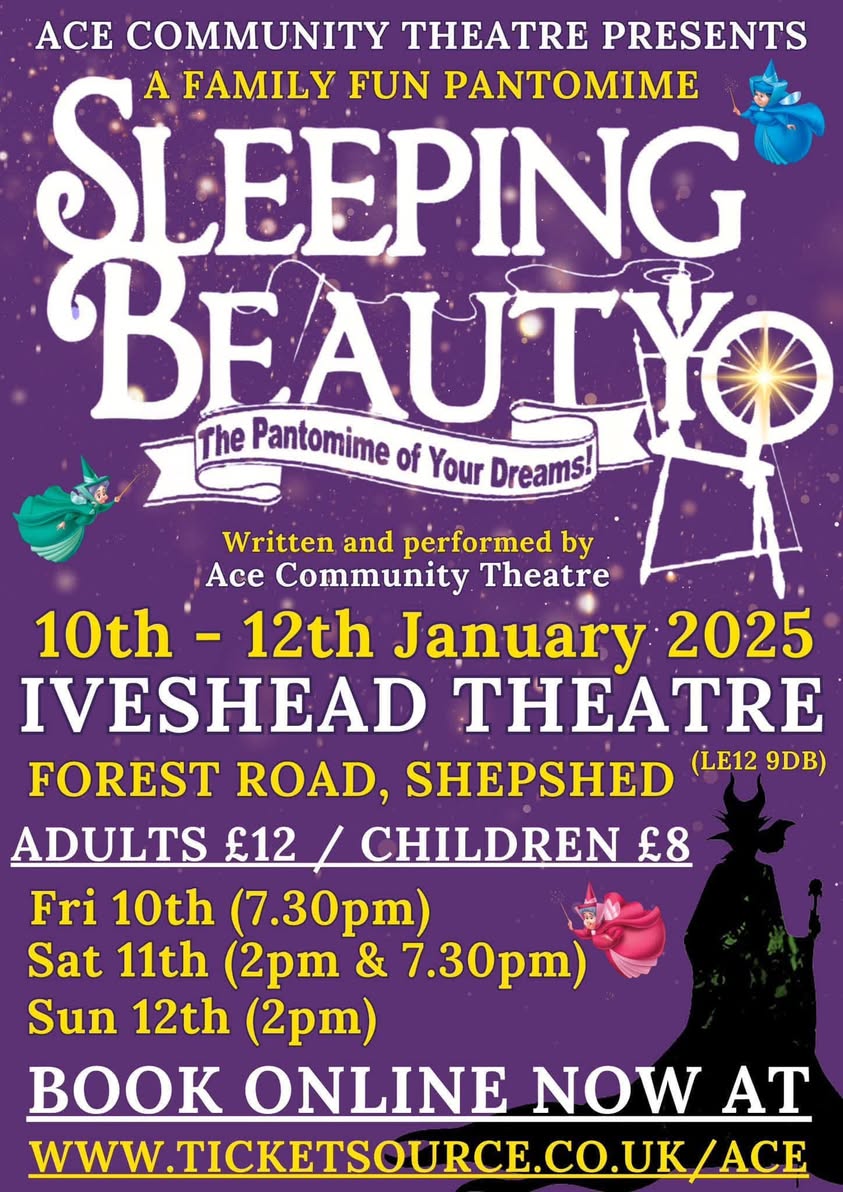 ACE COMMUNITY THEATRE PRESENTS
A FAMILY FUN PANTOMIME
SLEEPING
BEAUTY
The Pantomime of Your Dreams!
Written and performed by
Ace Community Theatre
10th - 12th January 2025
IVESHEAD THEATRE
FOREST ROAD, SHEPSHED (LE12 9DB)
ADULTS £12 / CHILDREN £8
Fri 10th (7.30pm)
Sat 11th (2pm & 7.30pm)
Sun 12th (2pm)
BOOK ONLINE NOW AT
WWW.TICKETSOURCE.CO.UK/ACE